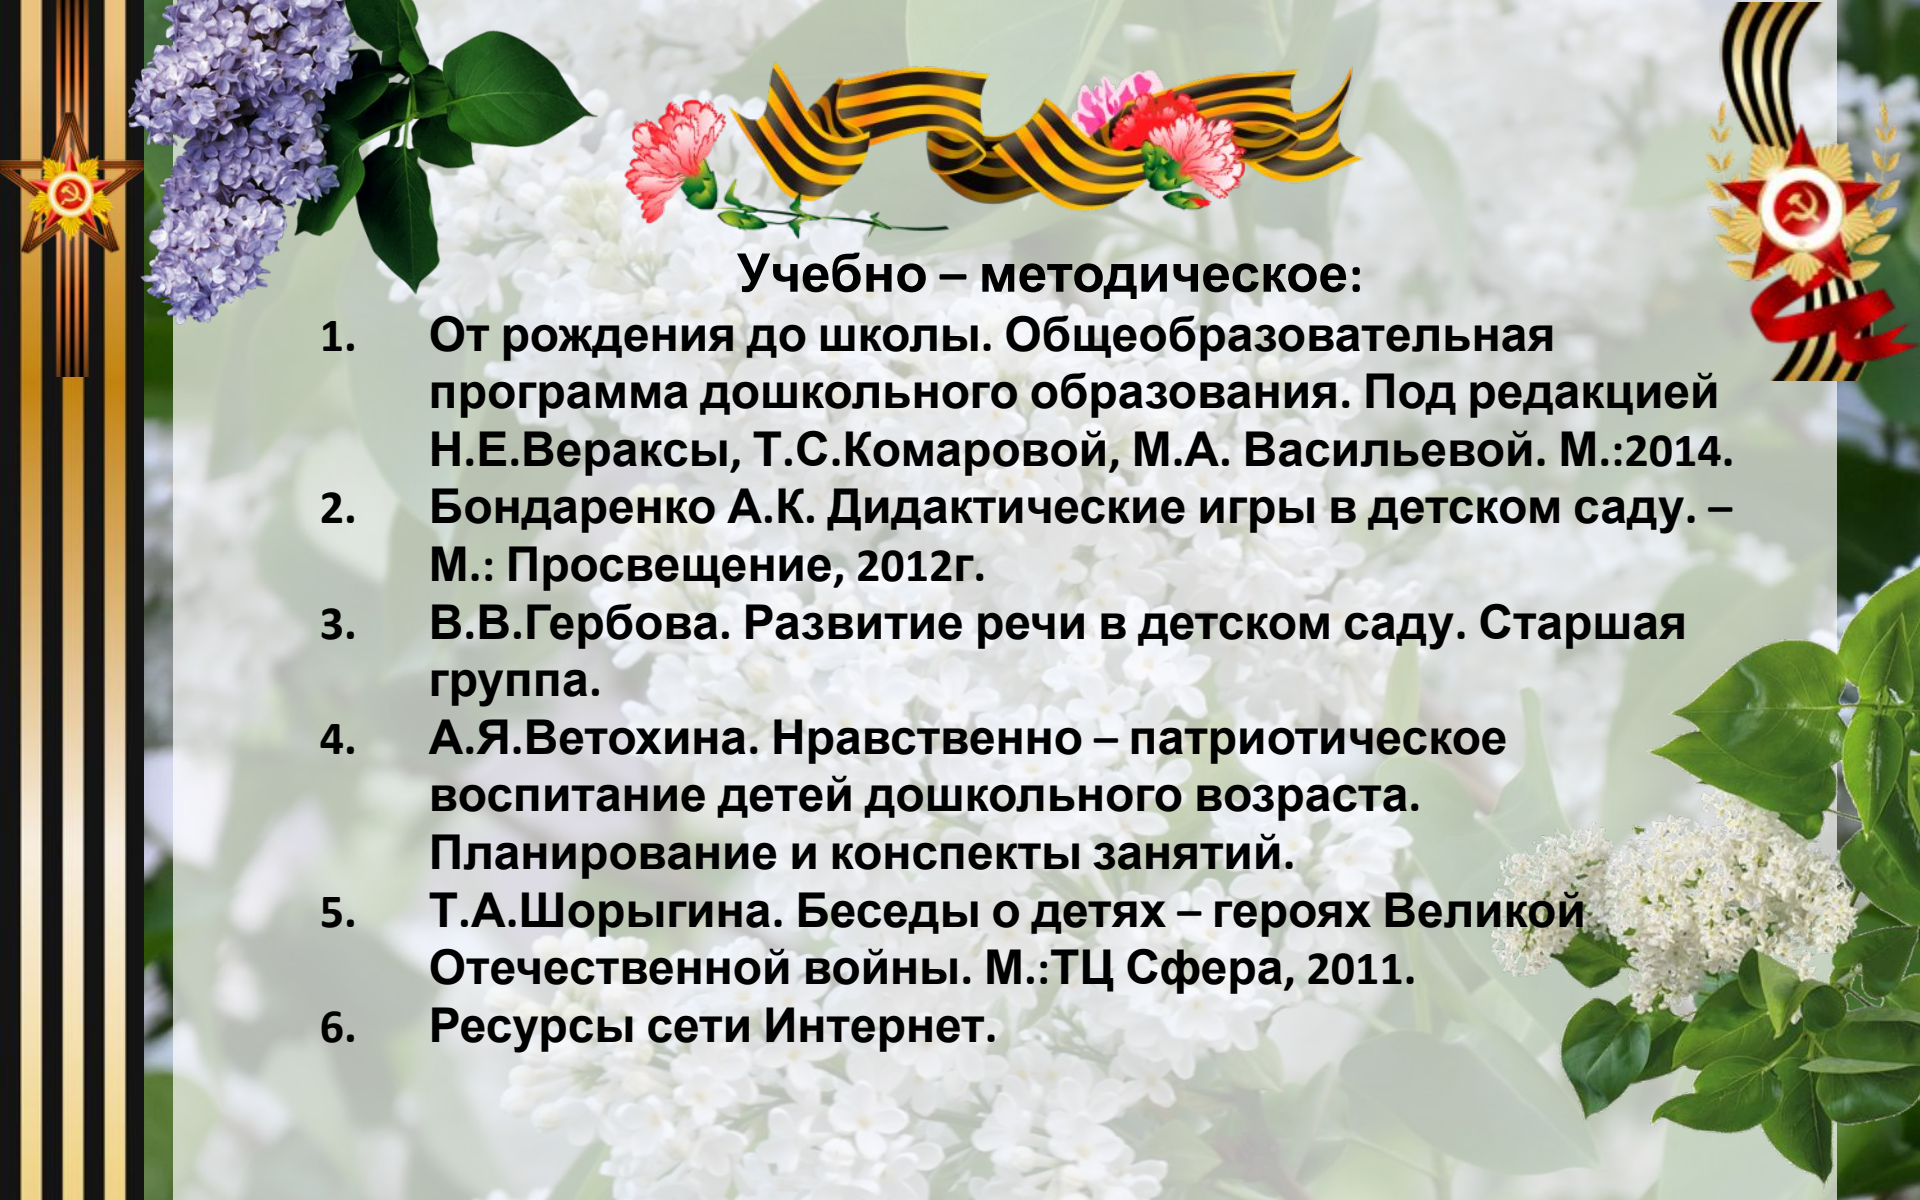 Учебно – методическое:
1. От рождения до школы. Общеобразовательная
программа дошкольного образования. Под редакцией
Н.Е.Вераксы, Т.С.Комаровой, М.А. Васильевой. М.:2014.
2. Бондаренко А.К. Дидактические игры в детском саду. –
М.: Просвещение, 2012г.
3. В.В.Гербова. Развитие речи в детском саду. Старшая
группа.
4. А.Я.Ветохина. Нравственно – патриотическое
воспитание детей дошкольного возраста.
Планирование и конспекты занятий.
5. Т.А.Шорыгина. Беседы о детях – героях Великой
Отечественной войны. М.:ТЦ Сфера, 2011.
6. Ресурсы сети Интернет.